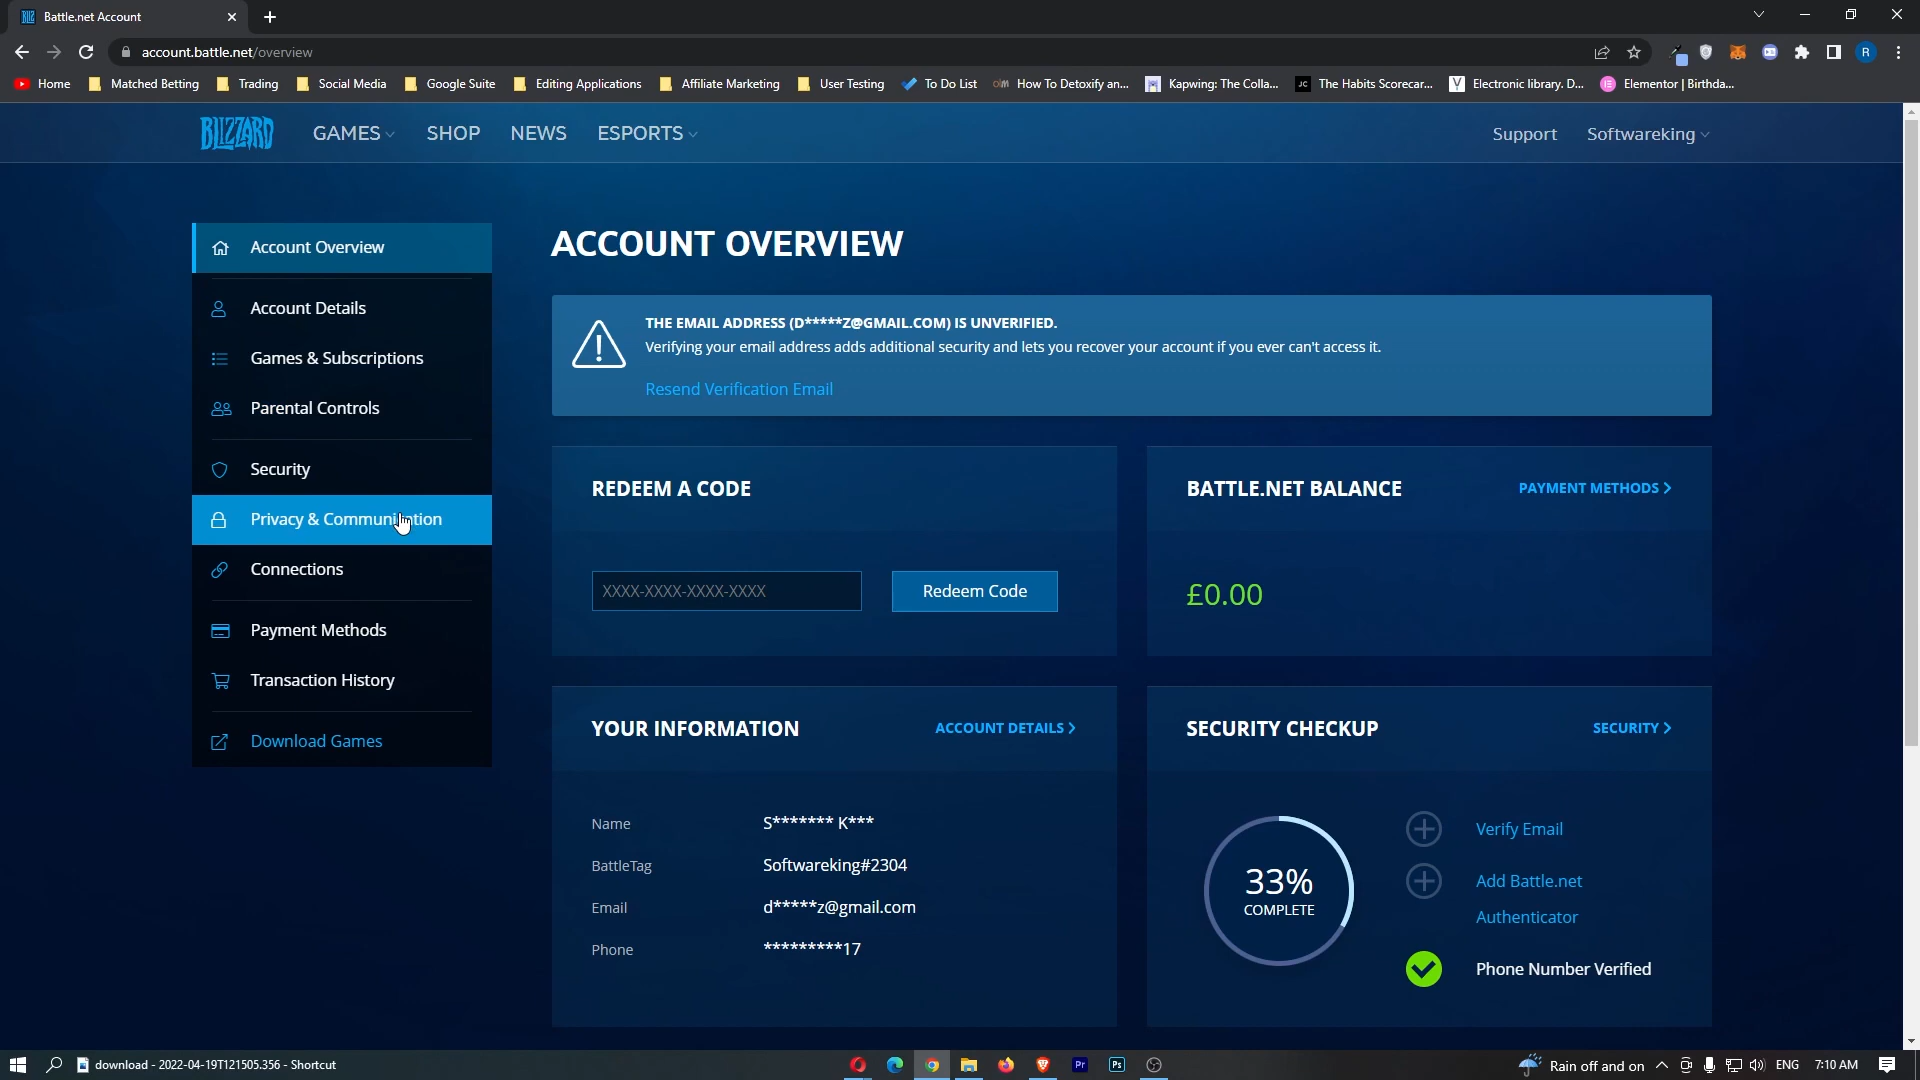 Battle.net Account
account.battle.net/overview
R
Home
Matched Betting
Trading
Social Media
Google Suite
Editing Applications
Affiliate Marketing
User Testing
To Do List
How To Detoxify an...
Kapwing: The Colla...
JC The Habits Scorecar...
Electronic library. D...
Elementor | Birthda...
BLIZZARD
GAMES
SHOP
NEWS
ESPORTS
Support
Softwareking
Account Overview
Account Details
Games & Subscriptions
Parental Controls
Security
Privacy & Communication
Connections
Payment Methods
Transaction History
Download Games
ACCOUNT OVERVIEW
THE EMAIL ADDRESS (D*****Z@GMAIL.COM) IS UNVERIFIED.
Verifying your email address adds additional security and lets you recover your account if you ever can't access it.
Resend Verification Email
REDEEM A CODE
XXXX-XXXX-XXXX-XXXX
Redeem Code
BATTLE.NET BALANCE
PAYMENT METHODS
£0.00
YOUR INFORMATION
ACCOUNT DETAILS
Name S******* K***
BattleTag Softwareking#2304
Email d*****z@gmail.com
Phone *********17
SECURITY CHECKUP
SECURITY
33%
COMPLETE
Verify Email
Add Battle.net
Authenticator
Phone Number Verified
download - 2022-04-19T121505.356 - Shortcut
Pr
Ps
Rain off and on
ENG
7:10 AM